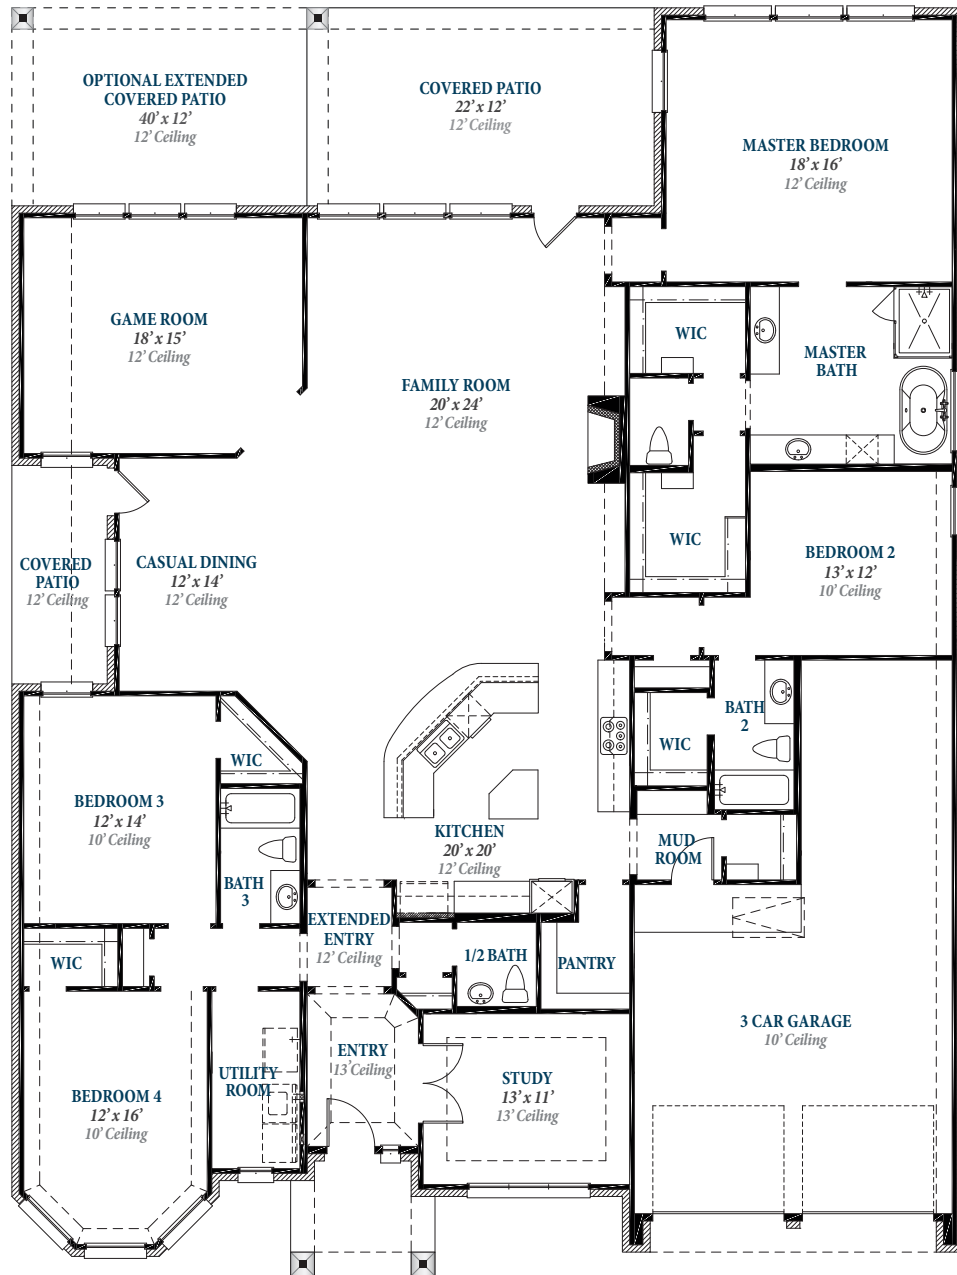 OPTIONAL EXTENDED
COVERED PATIO
40' x 12'
12' Ceiling
COVERED PATIO
22' x 12'
12' Ceiling
MASTER BEDROOM
18' x 16'
12' Ceiling
GAME ROOM
18' x 15'
12' Ceiling
FAMILY ROOM
20' x 24'
12' Ceiling
WIC
MASTER
BATH
WIC
COVERED
PATIO
12' Ceiling
CASUAL DINING
12' x 14'
12' Ceiling
BEDROOM 2
13' x 12'
10' Ceiling
WIC
BATH
2
WIC
BEDROOM 3
12' x 14'
10' Ceiling
KITCHEN
20' x 20'
12' Ceiling
MUD
ROOM
BATH
3
EXTENDED
ENTRY
12' Ceiling
WIC
1/2 BATH
PANTRY
3 CAR GARAGE
10' Ceiling
ENTRY
13' Ceiling
UTILITY
ROOM
STUDY
13' x 11'
13' Ceiling
BEDROOM 4
12' x 16'
10' Ceiling